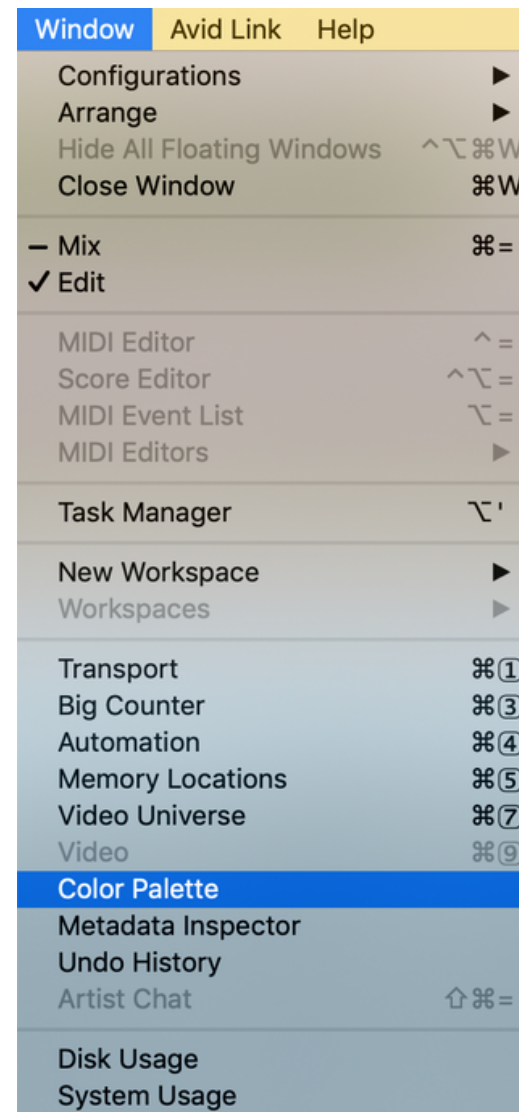 Window Avid Link Help
Configurations ▶
Arrange ▶
Hide All Floating Windows ^⌥⌘W
Close Window ⌘W
– Mix ⌘=
✓ Edit
MIDI Editor ^=
Score Editor ^⌥=
MIDI Event List ⌥=
MIDI Editors ▶
Task Manager ⌥'
New Workspace ▶
Workspaces ▶
Transport ⌘1
Big Counter ⌘3
Automation ⌘4
Memory Locations ⌘5
Video Universe ⌘7
Video ⌘9
Color Palette
Metadata Inspector
Undo History
Artist Chat ⇧⌘=
Disk Usage
System Usage